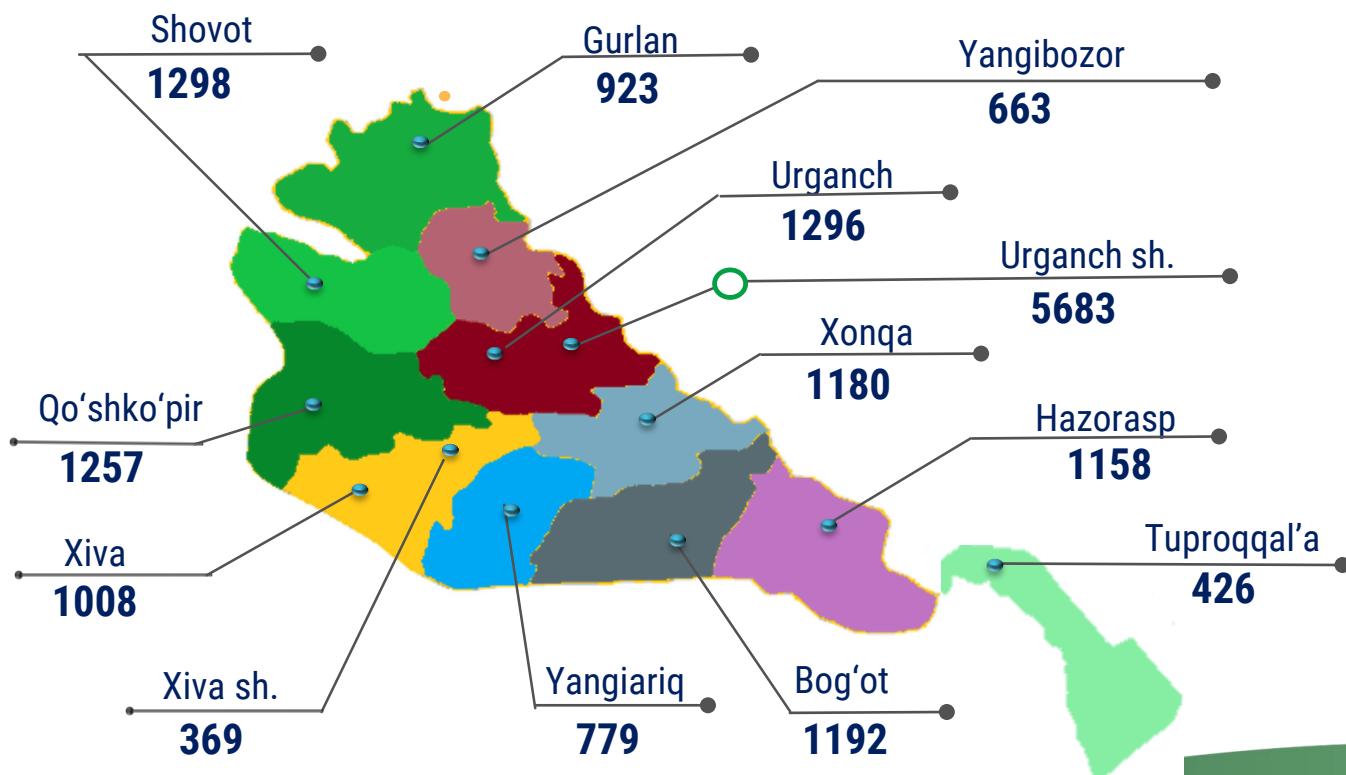 Shovot
1298
Gurlan
923
Yangibozor
663
Urganch
1296
Urganch sh.
5683
Xonqa
1180
Qo‘shko‘pir
1257
Hazorasp
1158
Xiva
1008
Tuproqqal’a
426
Xiva sh.
369
Yangiariq
779
Bog‘ot
1192